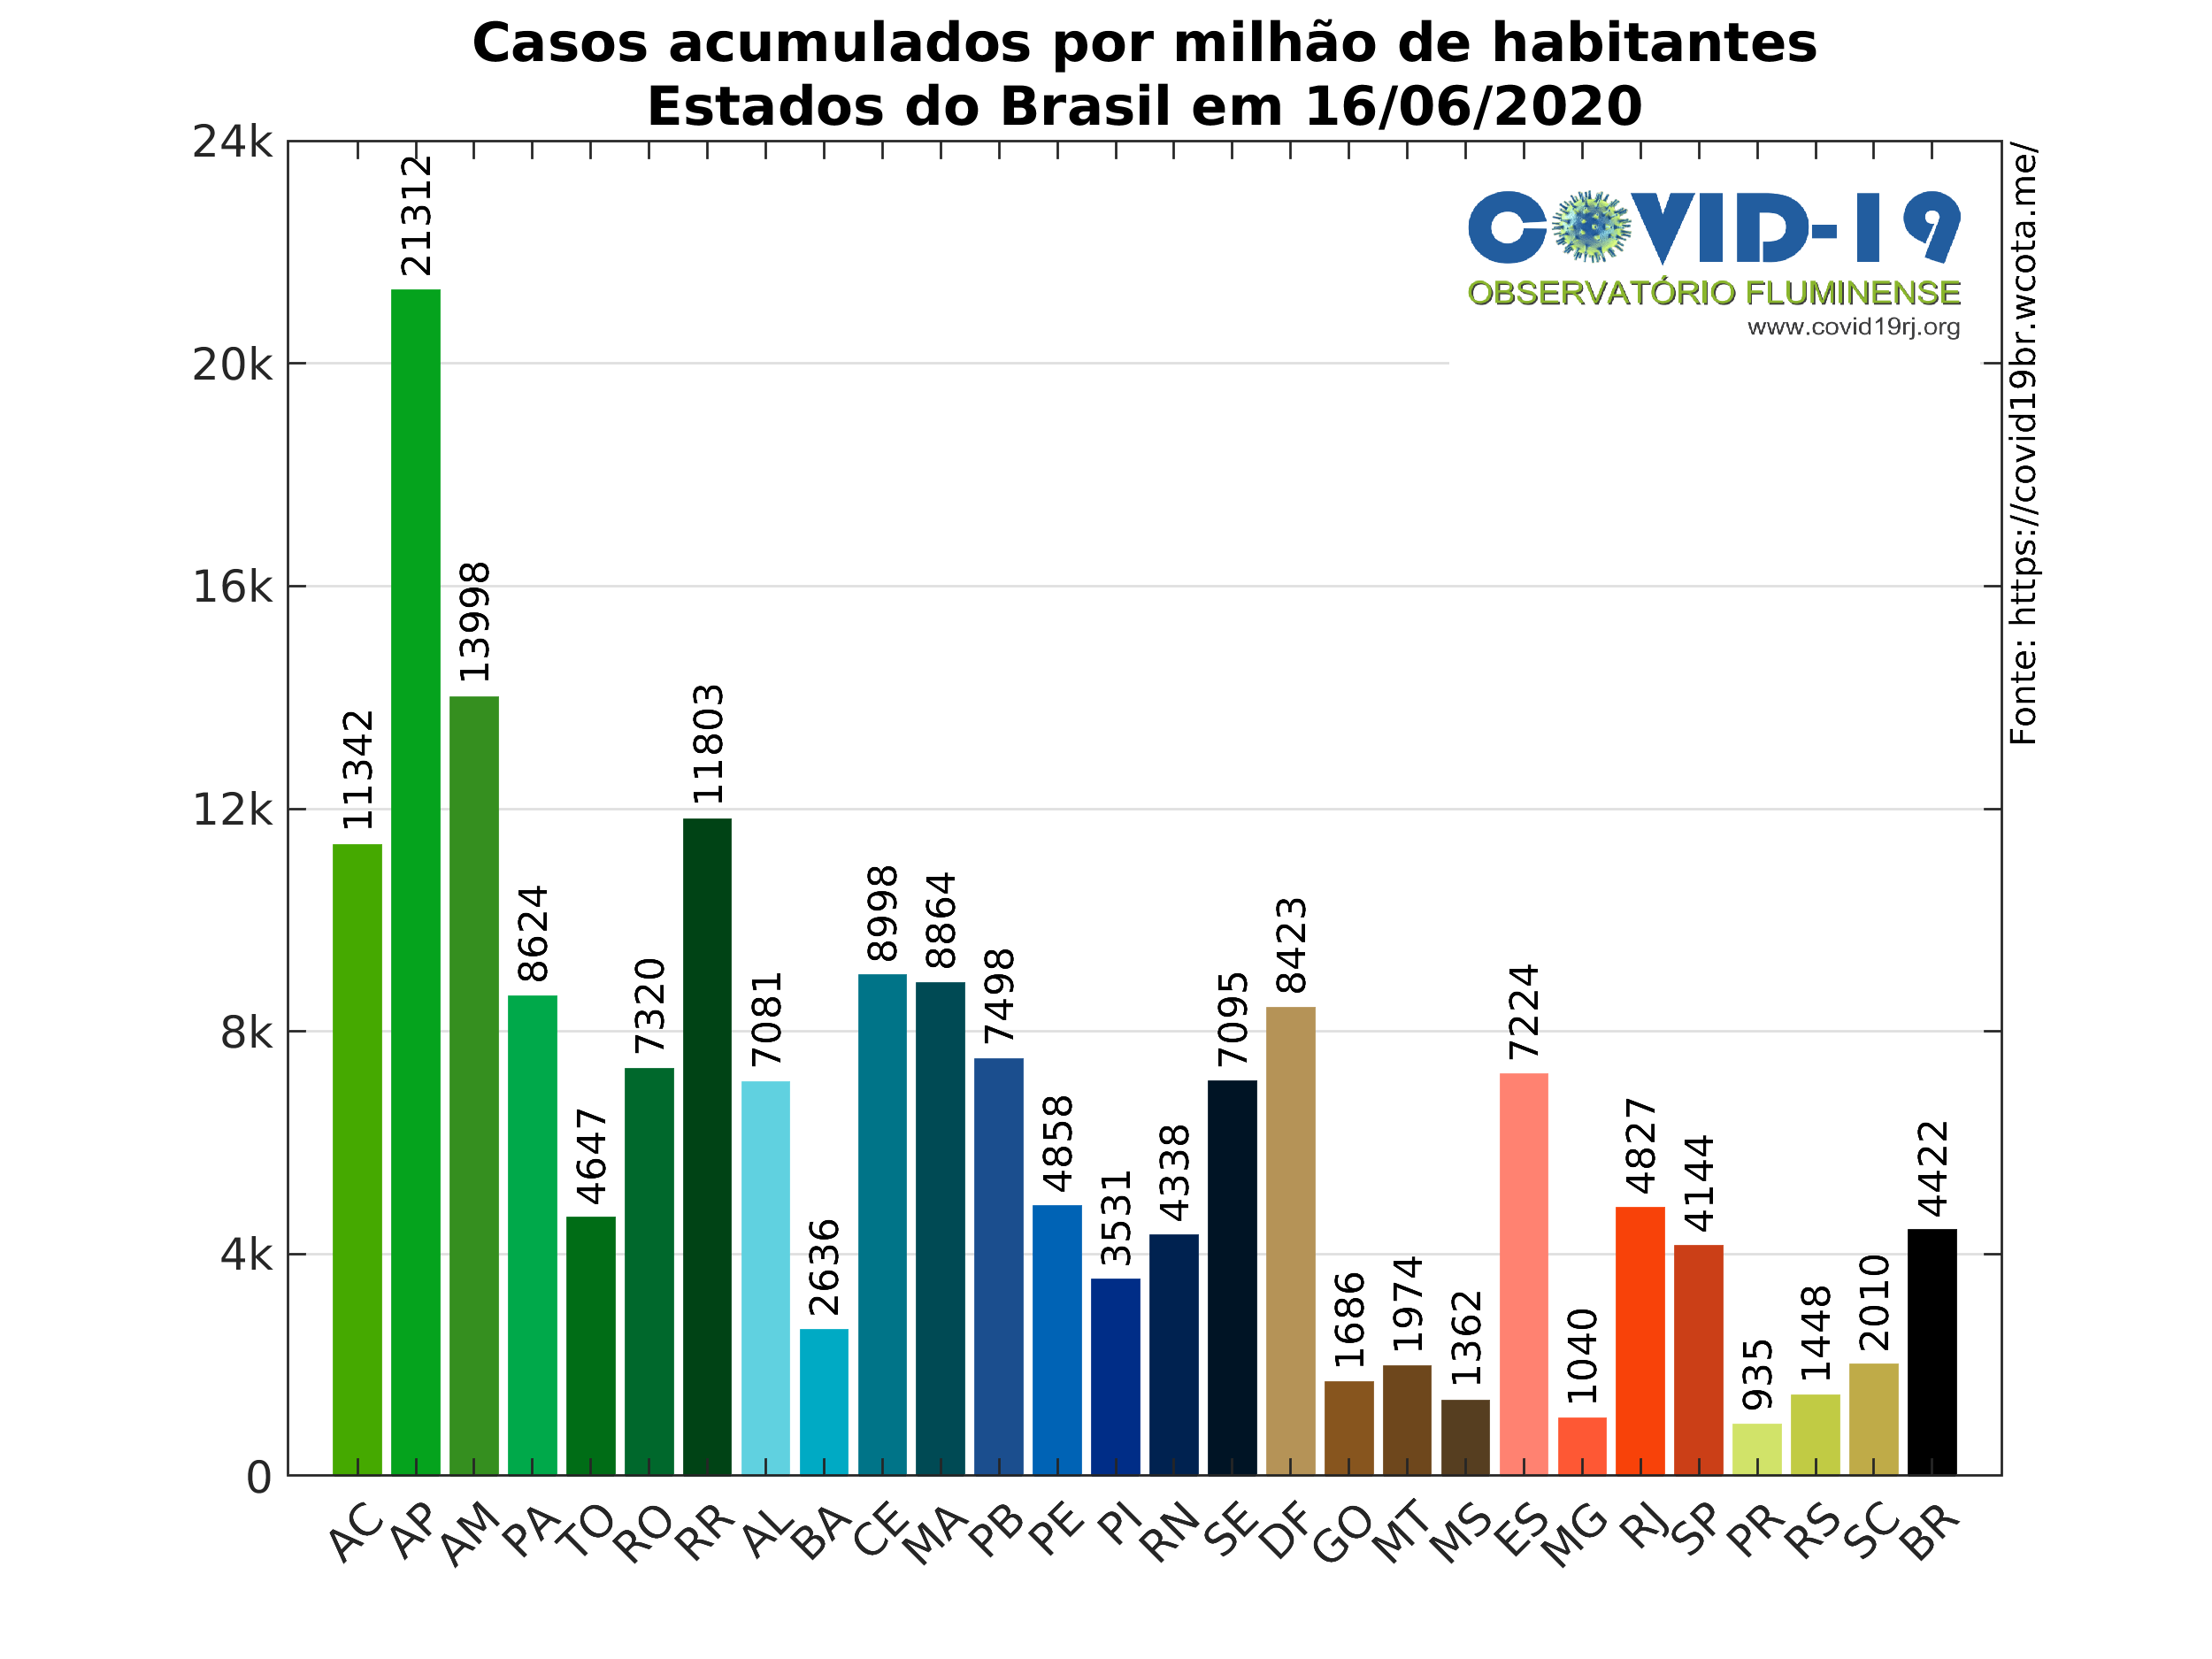 Casos acumulados por milhão de habitantes
Estados do Brasil em 16/06/2020
24k
20k
16k
12k
8k
4k
0
11342
21312
13998
8624
4647
7320
11803
7081
2636
8998
8864
7498
4858
3531
4338
7095
8423
1686
1974
1362
7224
1040
4827
4144
935
1448
2010
4422
AC
AP
AM
PA
TO
RO
RR
AL
BA
CE
MA
PB
PE
PI
RN
SE
DF
GO
MT
MS
ES
MG
RJ
SP
PR
RS
SC
BR
COVID-19
OBSERVATÓRIO FLUMINENSE
www.covid19rj.org
Fonte: https://covid19br.wcota.me/